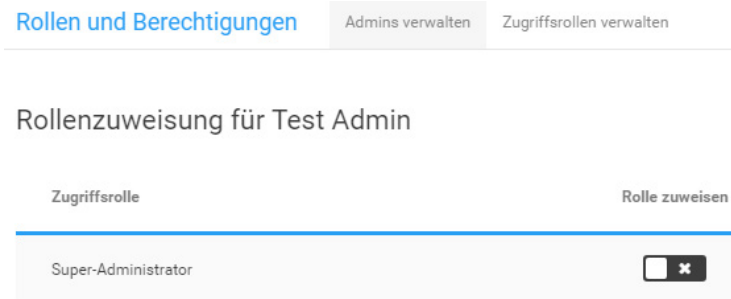 Rollen und Berechtigungen Admins verwalten Zugriffsrollen verwalten
Rollenzuweisung für Test Admin
Zugriffsrolle Rolle zuweisen
Super-Administrator